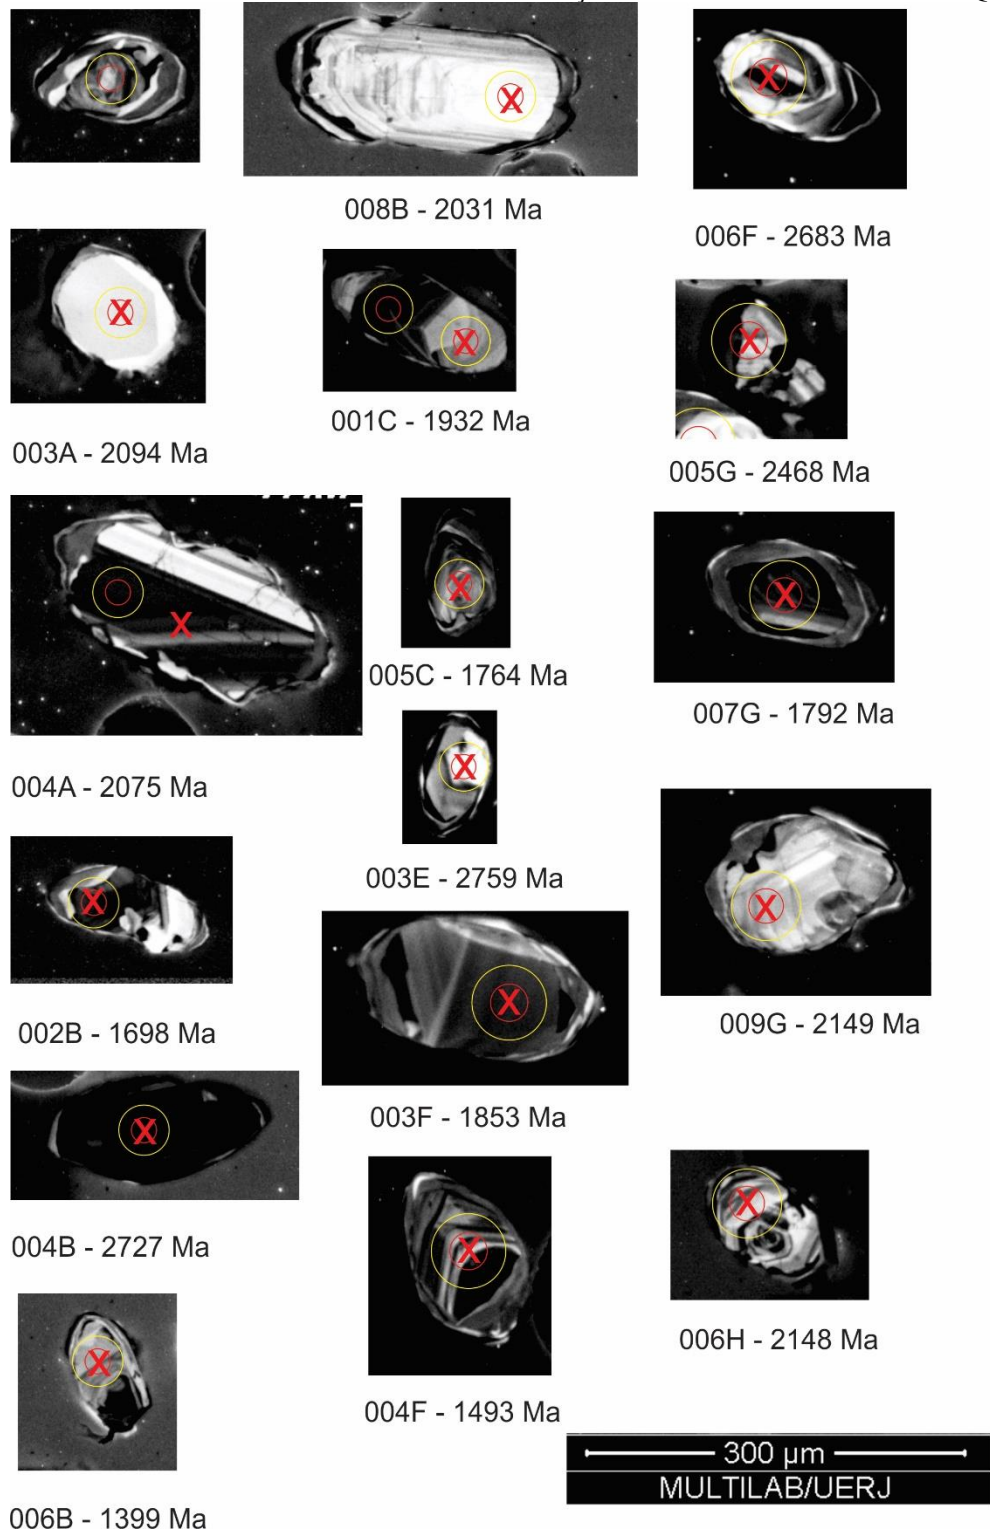 008B - 2031 Ma
006F - 2683 Ma
003A - 2094 Ma
001C - 1932 Ma
005G - 2468 Ma
004A - 2075 Ma
005C - 1764 Ma
007G - 1792 Ma
003E - 2759 Ma
002B - 1698 Ma
009G - 2149 Ma
003F - 1853 Ma
004B - 2727 Ma
006H - 2148 Ma
004F - 1493 Ma
300 µm
MULTILAB/UERJ
006B - 1399 Ma